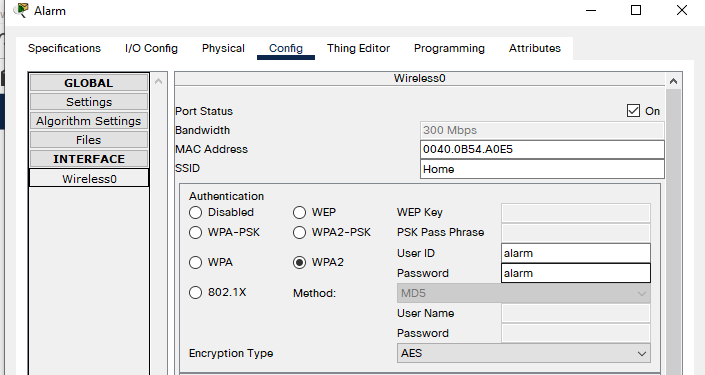 Alarm
Specifications I/O Config Physical Config Thing Editor Programming Attributes
GLOBAL
Settings
Algorithm Settings
Files
INTERFACE
Wireless0
Wireless0
Port Status On
Bandwidth 300 Mbps
MAC Address 0040.0B54.A0E5
SSID Home
Authentication
Disabled WEP WEP Key
WPA-PSK WPA2-PSK PSK Pass Phrase
User ID alarm
WPA WPA2
Password alarm
802.1X Method: MD5
User Name
Password
Encryption Type AES